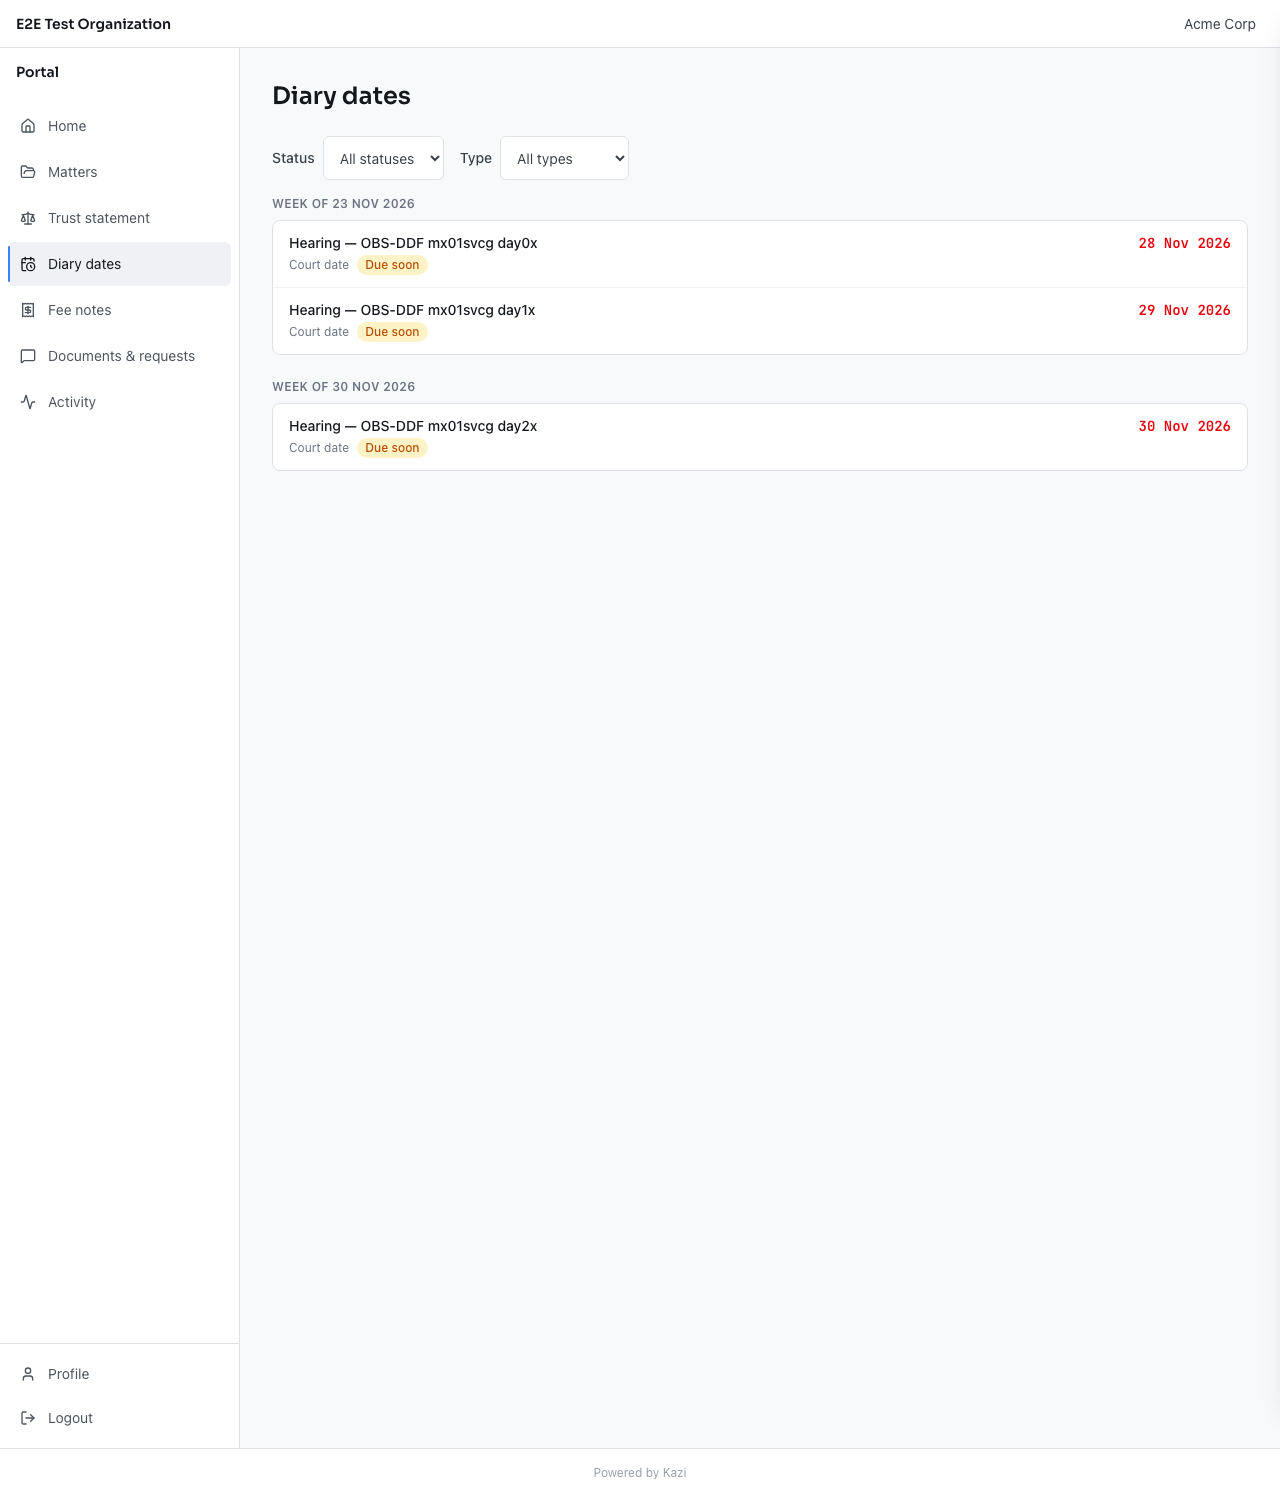 E2E Test Organization
Acme Corp
Portal
Home
Matters
Trust statement
Diary dates
Fee notes
Documents & requests
Activity
Profile
Logout
Diary dates
Status All statuses Type All types
WEEK OF 23 NOV 2026
Hearing — OBS-DDF mx01svcg day0x 28 Nov 2026
Court date Due soon
Hearing — OBS-DDF mx01svcg day1x 29 Nov 2026
Court date Due soon
WEEK OF 30 NOV 2026
Hearing — OBS-DDF mx01svcg day2x 30 Nov 2026
Court date Due soon
Powered by Kazi